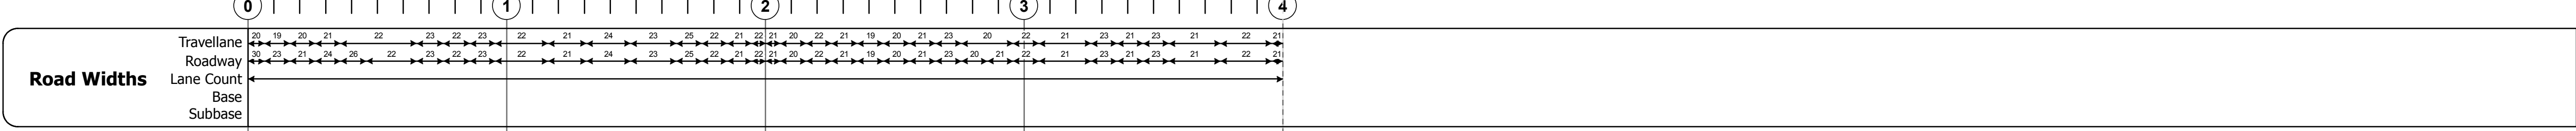 0 1 2 3 4
Travellane 20 19 20 21 22 23 22 23 22 21 24 23 25 22 21 22 21 20 22 21 19 20 21 23 20 22 21 23 21 23 21 22 21
Roadway 30 23 21 24 26 22 23 22 23 22 21 24 23 25 22 21 22 21 20 22 21 19 20 21 23 20 21 22 21 23 21 23 21 22 21
Road Widths Lane Count
Base
Subbase